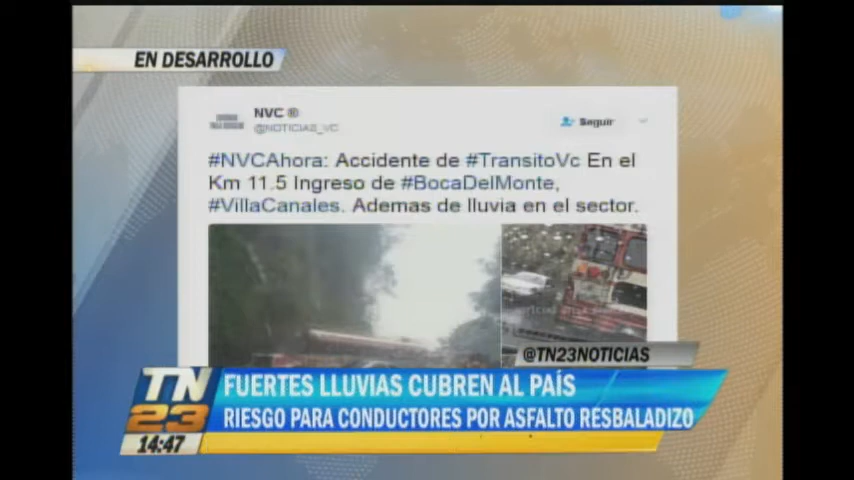 EN DESARROLLO
NVC ®
@NOTICIAS_VC
Seguir
#NVCAhora: Accidente de #TransitoVc En el
Km 11.5 Ingreso de #BocaDelMonte,
#VillaCanales. Ademas de lluvia en el sector.
@TN23NOTICIAS
TN
23
14:47
FUERTES LLUVIAS CUBREN AL PAÍS
RIESGO PARA CONDUCTORES POR ASFALTO RESBALADIZO